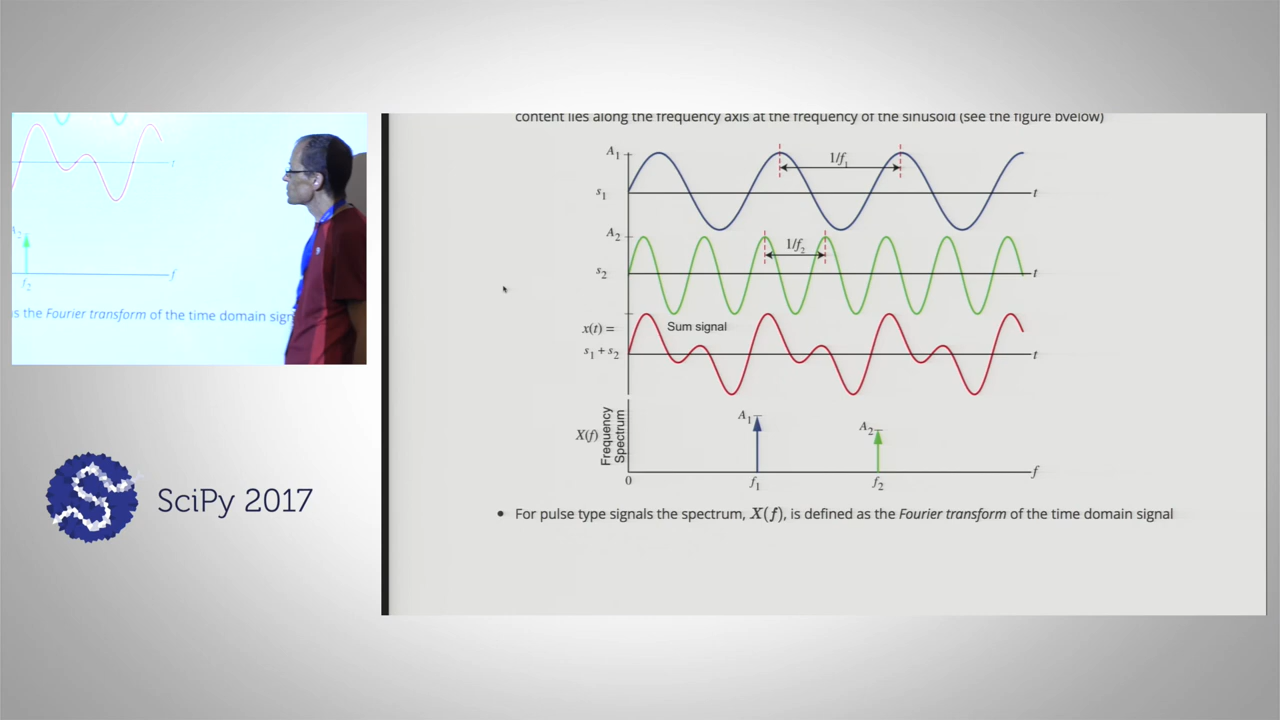 t
A₂
f
f₂
s the Fourier transform of the time domain sign
SciPy 2017
content lies along the frequency axis at the frequency of the sinusoid (see the figure bvelow)
A₁
1/f₁
s₁
t
A₂
1/f₂
s₂
t
x(t) =
Sum signal
s₁ + s₂
t
X(f)
Frequency
Spectrum
A₁
A₂
f
0
f₁
f₂
• For pulse type signals the spectrum, X(f), is defined as the Fourier transform of the time domain signal